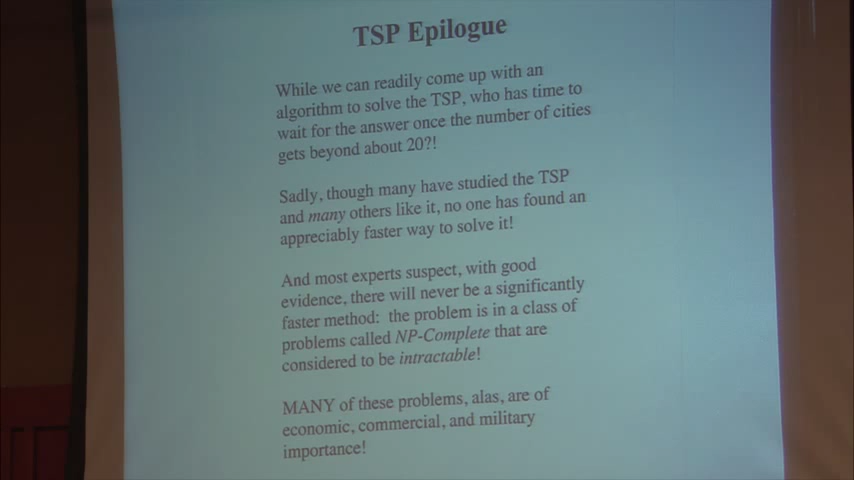 TSP Epilogue
While we can readily come up with an
algorithm to solve the TSP, who has time to
wait for the answer once the number of cities
gets beyond about 20?!
Sadly, though many have studied the TSP
and many others like it, no one has found an
appreciably faster way to solve it!
And most experts suspect, with good
evidence, there will never be a significantly
faster method: the problem is in a class of
problems called NP-Complete that are
considered to be intractable!
MANY of these problems, alas, are of
economic, commercial, and military
importance!